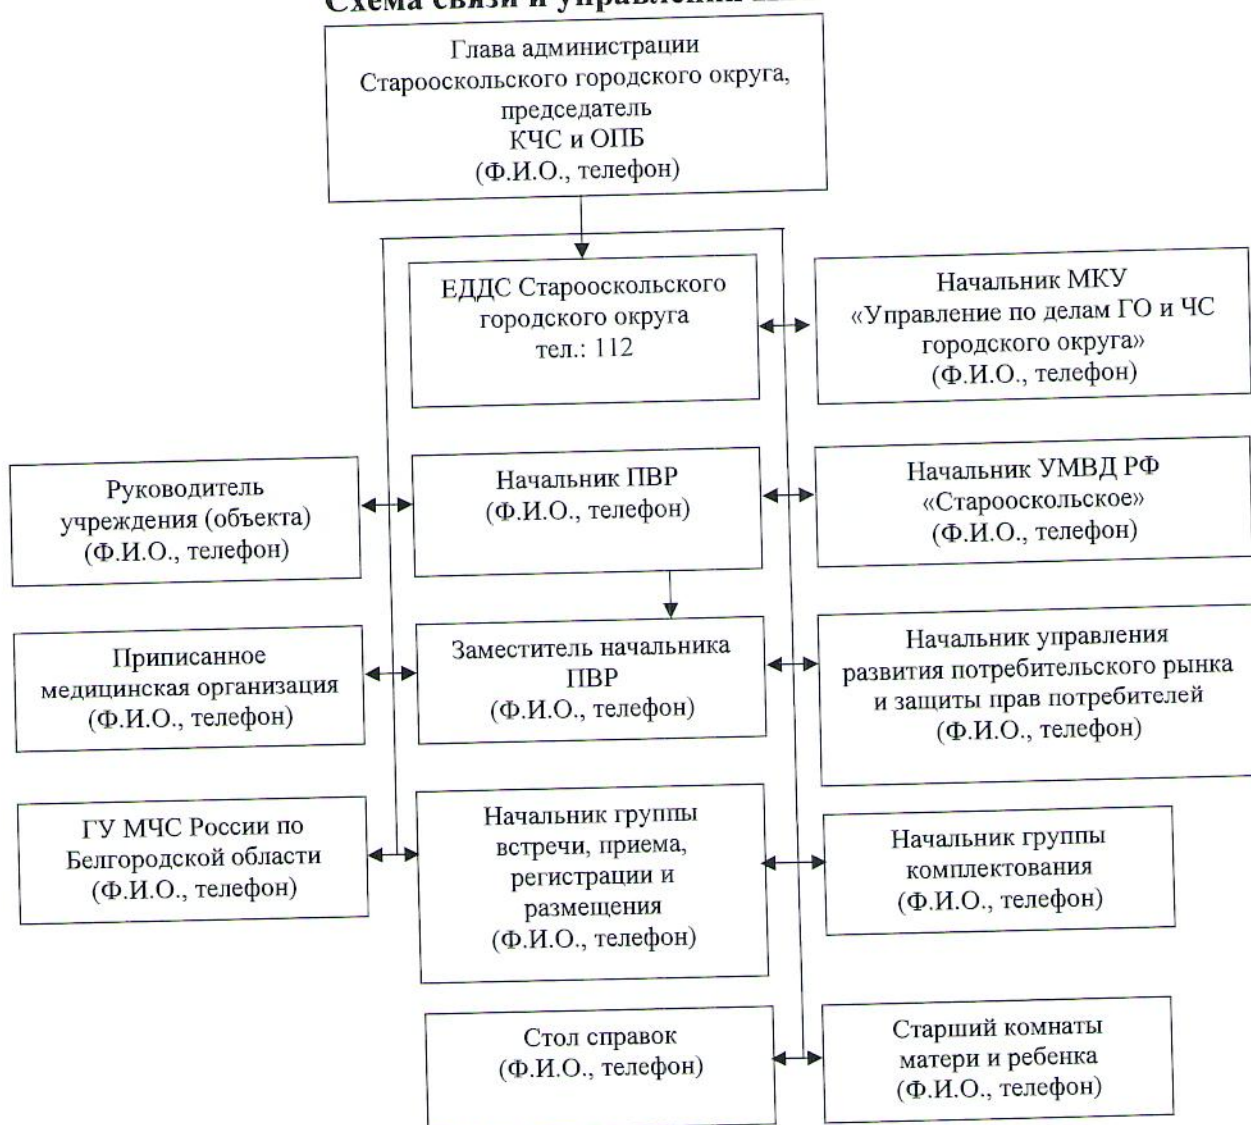 Схема связи и управления
Глава администрации
Старооскольского городского округа,
председатель
КЧС и ОПБ
(Ф.И.О., телефон)
ЕДДС Старооскольского
городского округа
тел.: 112
Начальник МКУ
«Управление по делам ГО и ЧС
городского округа»
(Ф.И.О., телефон)
Руководитель
учреждения (объекта)
(Ф.И.О., телефон)
Начальник ПВР
(Ф.И.О., телефон)
Начальник УМВД РФ
«Старооскольское»
(Ф.И.О., телефон)
Приписанное
медицинская организация
(Ф.И.О., телефон)
Заместитель начальника
ПВР
(Ф.И.О., телефон)
Начальник управления
развития потребительского рынка
и защиты прав потребителей
(Ф.И.О., телефон)
ГУ МЧС России по
Белгородской области
(Ф.И.О., телефон)
Начальник группы
встречи, приема,
регистрации и
размещения
(Ф.И.О., телефон)
Начальник группы
комплектования
(Ф.И.О., телефон)
Стол справок
(Ф.И.О., телефон)
Старший комнаты
матери и ребенка
(Ф.И.О., телефон)